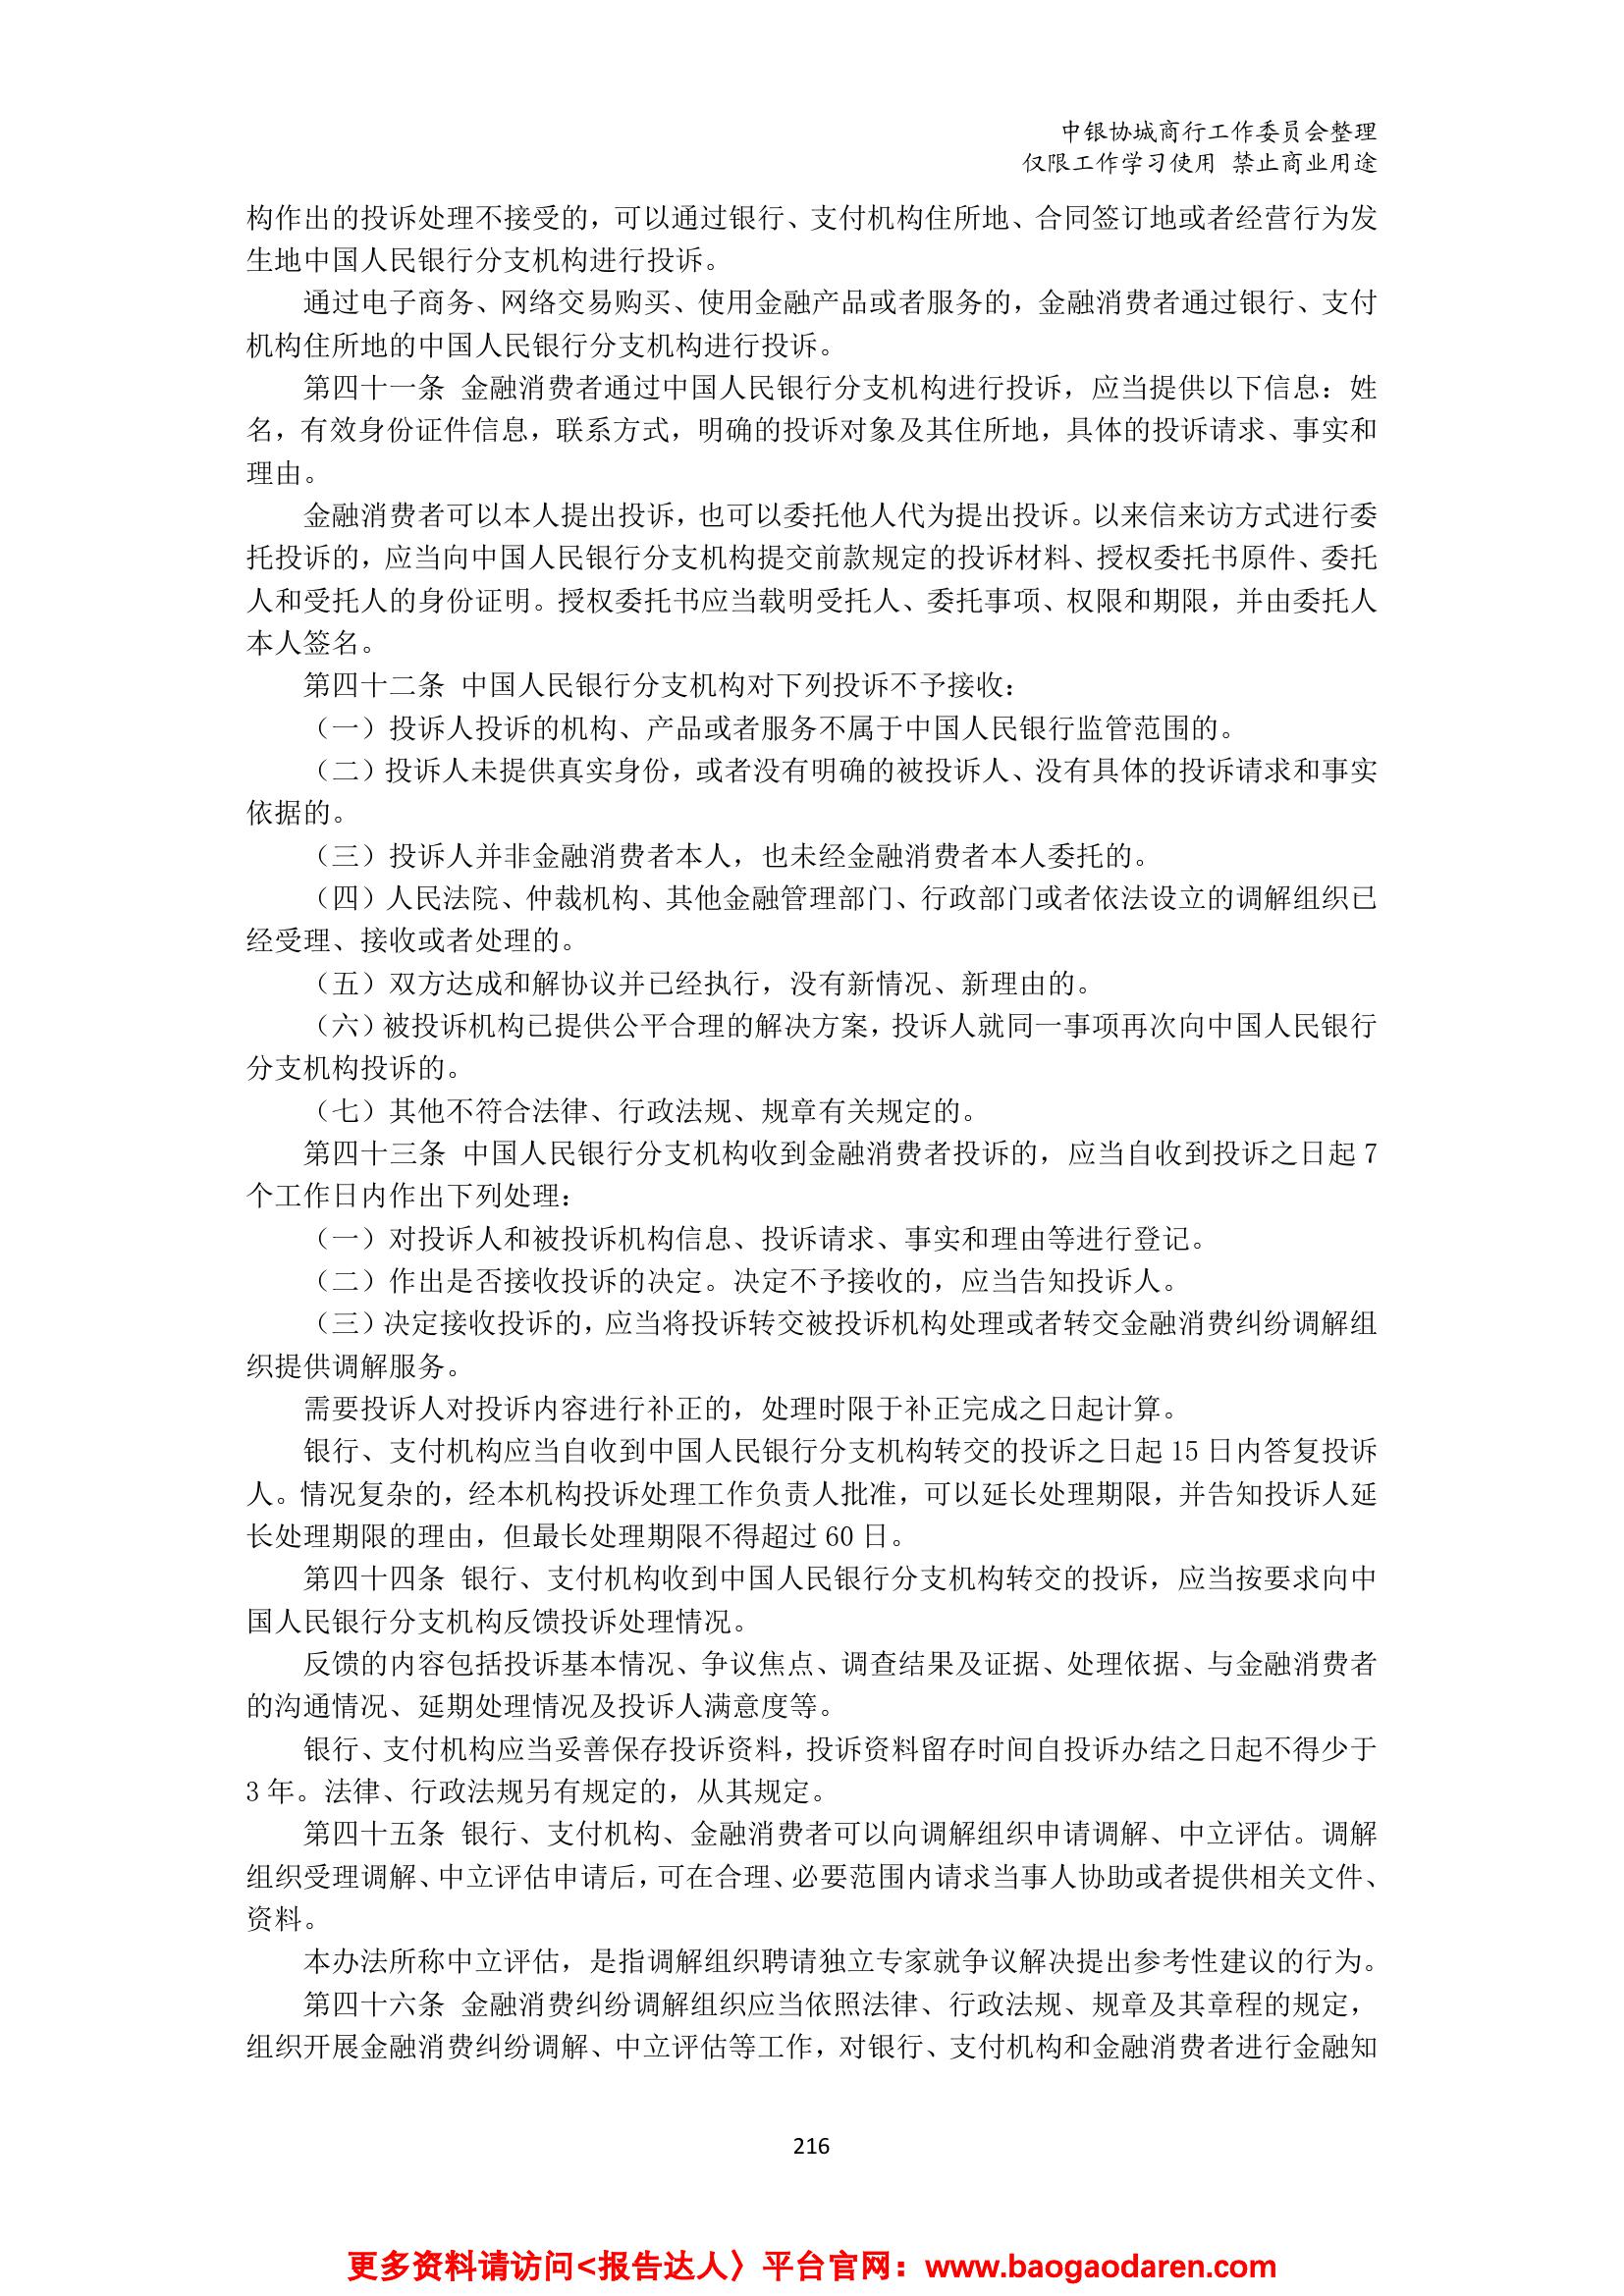 中银协城商行工作委员会整理
仅限工作学习使用 禁止商业用途
构作出的投诉处理不接受的，可以通过银行、支付机构住所地、合同签订地或者经营行为发
生地中国人民银行分支机构进行投诉。
通过电子商务、网络交易购买、使用金融产品或者服务的，金融消费者通过银行、支付
机构住所地的中国人民银行分支机构进行投诉。
第四十一条 金融消费者通过中国人民银行分支机构进行投诉，应当提供以下信息：姓
名，有效身份证件信息，联系方式，明确的投诉对象及其住所地，具体的投诉请求、事实和
理由。
金融消费者可以本人提出投诉，也可以委托他人代为提出投诉。以来信来访方式进行委
托投诉的，应当向中国人民银行分支机构提交前款规定的投诉材料、授权委托书原件、委托
人和受托人的身份证明。授权委托书应当载明受托人、委托事项、权限和期限，并由委托人
本人签名。
第四十二条 中国人民银行分支机构对下列投诉不予接收：
（一）投诉人投诉的机构、产品或者服务不属于中国人民银行监管范围的。
（二）投诉人未提供真实身份，或者没有明确的被投诉人、没有具体的投诉请求和事实
依据的。
（三）投诉人并非金融消费者本人，也未经金融消费者本人委托的。
（四）人民法院、仲裁机构、其他金融管理部门、行政部门或者依法设立的调解组织已
经受理、接收或者处理的。
（五）双方达成和解协议并已经执行，没有新情况、新理由的。
（六）被投诉机构已提供公平合理的解决方案，投诉人就同一事项再次向中国人民银行
分支机构投诉的。
（七）其他不符合法律、行政法规、规章有关规定的。
第四十三条 中国人民银行分支机构收到金融消费者投诉的，应当自收到投诉之日起 7
个工作日内作出下列处理：
（一）对投诉人和被投诉机构信息、投诉请求、事实和理由等进行登记。
（二）作出是否接收投诉的决定。决定不予接收的，应当告知投诉人。
（三）决定接收投诉的，应当将投诉转交被投诉机构处理或者转交金融消费纠纷调解组
织提供调解服务。
需要投诉人对投诉内容进行补正的，处理时限于补正完成之日起计算。
银行、支付机构应当自收到中国人民银行分支机构转交的投诉之日起 15 日内答复投诉
人。情况复杂的，经本机构投诉处理工作负责人批准，可以延长处理期限，并告知投诉人延
长处理期限的理由，但最长处理期限不得超过 60 日。
第四十四条 银行、支付机构收到中国人民银行分支机构转交的投诉，应当按要求向中
国人民银行分支机构反馈投诉处理情况。
反馈的内容包括投诉基本情况、争议焦点、调查结果及证据、处理依据、与金融消费者
的沟通情况、延期处理情况及投诉人满意度等。
银行、支付机构应当妥善保存投诉资料，投诉资料留存时间自投诉办结之日起不得少于
3 年。法律、行政法规另有规定的，从其规定。
第四十五条 银行、支付机构、金融消费者可以向调解组织申请调解、中立评估。调解
组织受理调解、中立评估申请后，可在合理、必要范围内请求当事人协助或者提供相关文件、
资料。
本办法所称中立评估，是指调解组织聘请独立专家就争议解决提出参考性建议的行为。
第四十六条 金融消费纠纷调解组织应当依照法律、行政法规、规章及其章程的规定，
组织开展金融消费纠纷调解、中立评估等工作，对银行、支付机构和金融消费者进行金融知
216
更多资料请访问<报告达人〉平台官网：www.baogaodaren.com